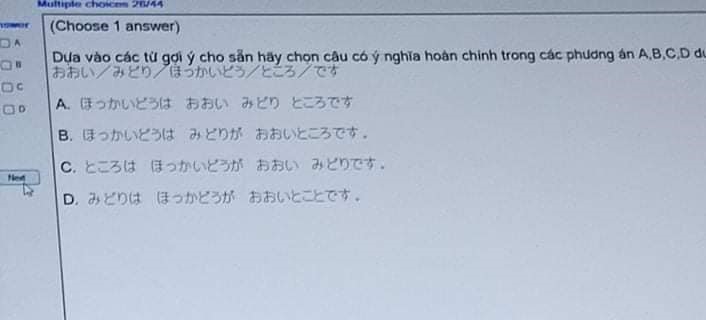 Multiple choices 26/44
(Choose 1 answer)
A
B
C
D
Next
Dựa vào các từ gợi ý cho sẵn hãy chọn câu có ý nghĩa hoàn chỉnh trong các phương án A,B,C,D
おおい／みどり／ほっかいどう／ところ／です
A. ほっかいどうは おおい みどり ところです
B. ほっかいどうは みどりが おおいところです.
C. ところは ほっかいどうが おおい みどりです.
D. みどりは ほっかどうが おおいとことです.